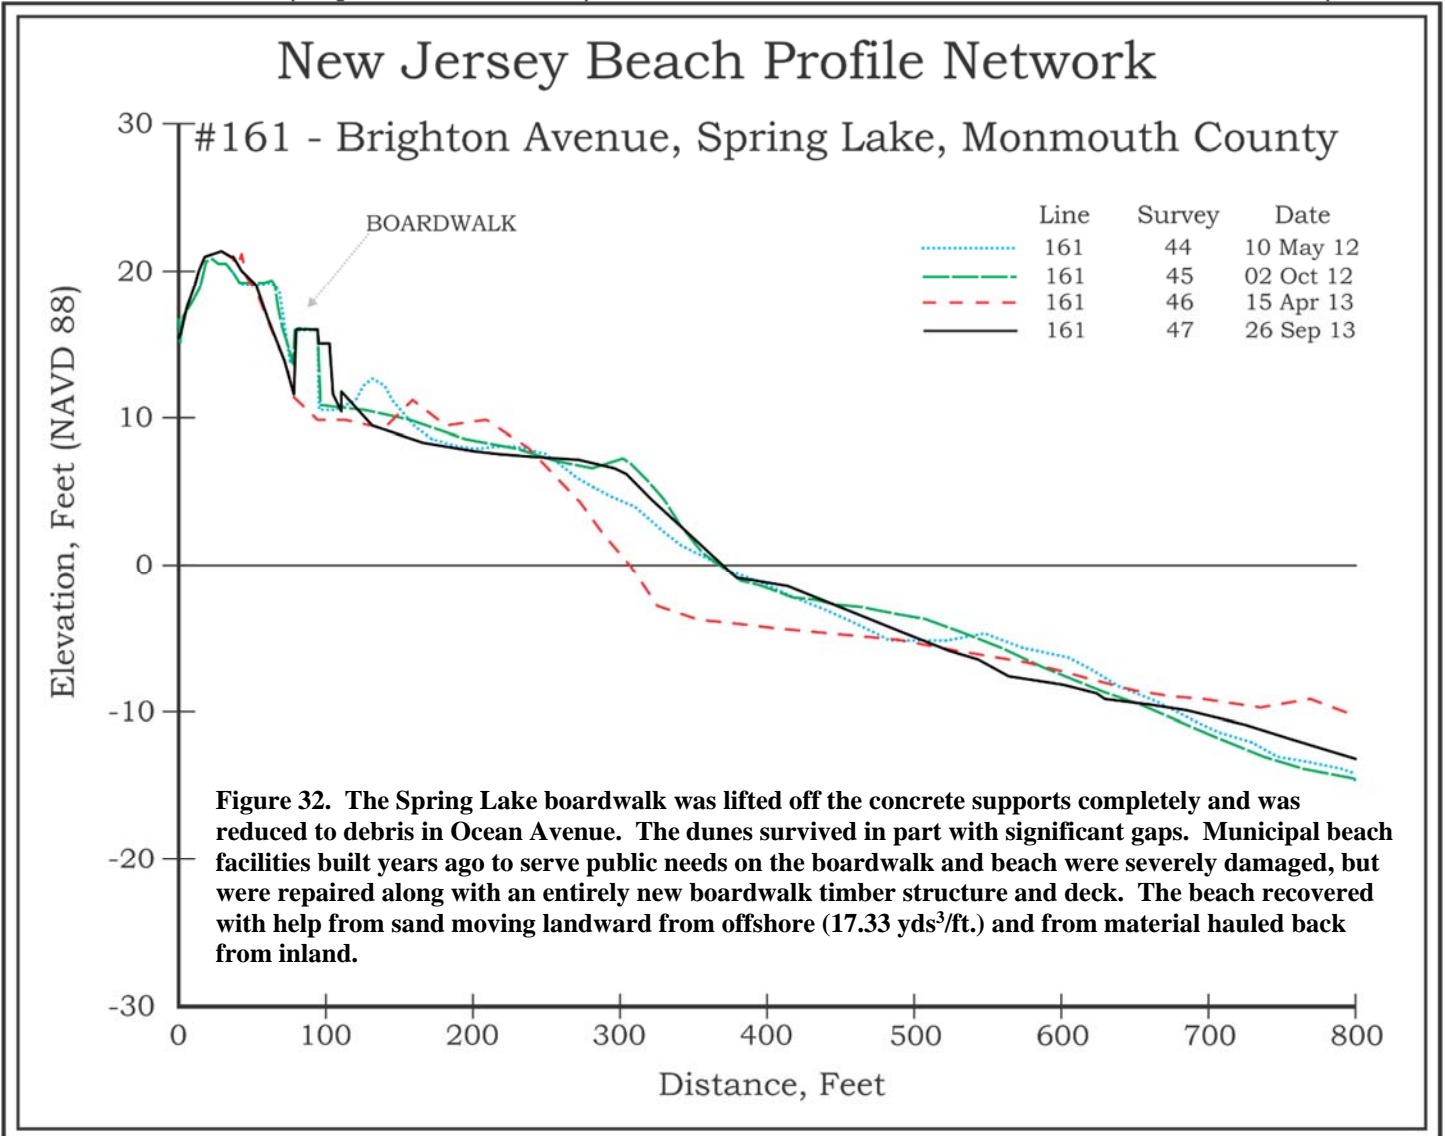 New Jersey Beach Profile Network
#161 - Brighton Avenue, Spring Lake, Monmouth County
BOARDWALK
Line Survey Date
161 44 10 May 12
161 45 02 Oct 12
161 46 15 Apr 13
161 47 26 Sep 13
Elevation, Feet (NAVD 88)
30
20
10
0
-10
-20
-30
Figure 32. The Spring Lake boardwalk was lifted off the concrete supports completely and was
reduced to debris in Ocean Avenue. The dunes survived in part with significant gaps. Municipal beach
facilities built years ago to serve public needs on the boardwalk and beach were severely damaged, but
were repaired along with an entirely new boardwalk timber structure and deck. The beach recovered
with help from sand moving landward from offshore (17.33 yds³/ft.) and from material hauled back
from inland.
0 100 200 300 400 500 600 700 800
Distance, Feet